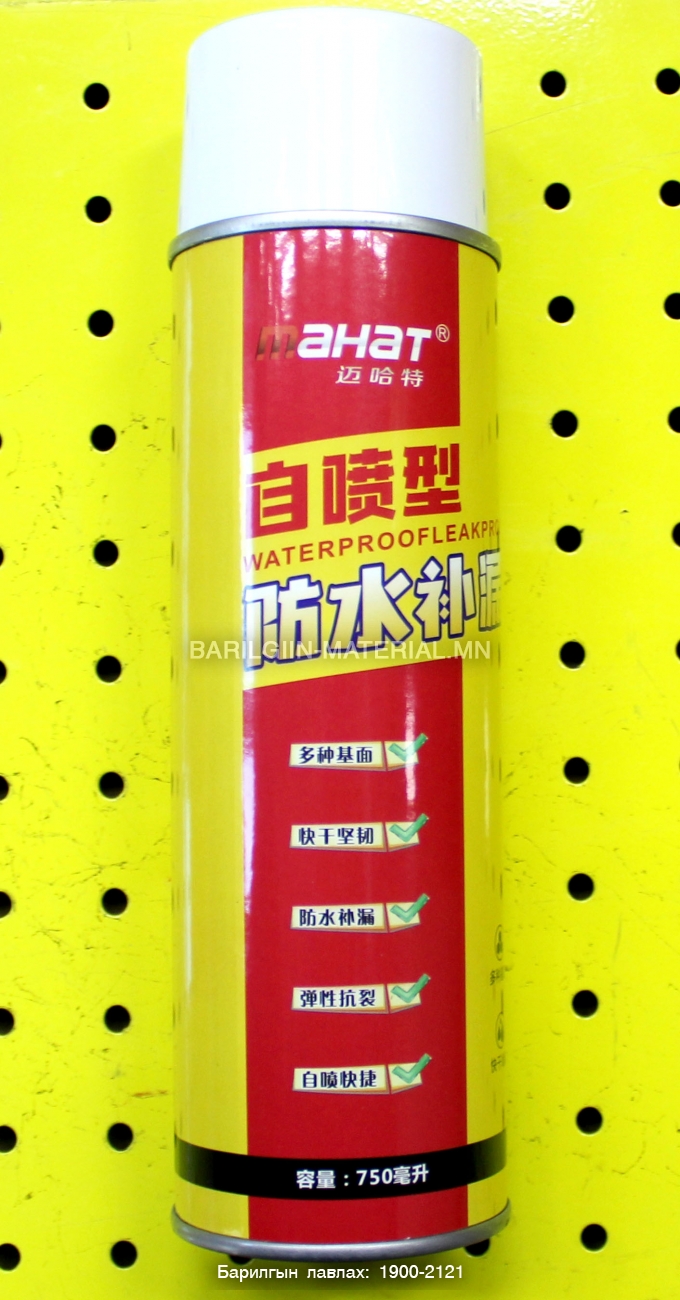 maHaT®
迈哈特
自喷型
WATERPROOFLEAKPRO
防水补漏
BARILGIIN-MATERIAL.MN
多种基面
快干坚韧
防水补漏
弹性抗裂
自喷快捷
容量：750毫升
Барилгын лавлах: 1900-2121